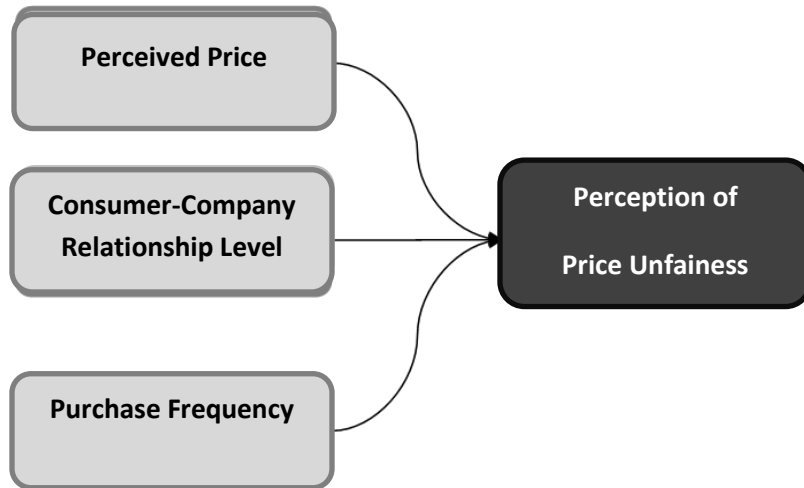 Perceived Price
Consumer-Company
Relationship Level
Perception of
Price Unfainess
Purchase Frequency